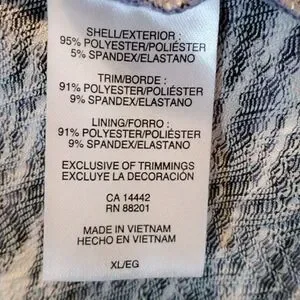 SHELL/EXTERIOR :
95% POLYESTER/POLIÉSTER
5% SPANDEX/ELASTANO
TRIM/BORDE :
91% POLYESTER/POLIÉSTER
9% SPANDEX/ELASTANO
LINING/FORRO :
91% POLYESTER/POLIÉSTER
9% SPANDEX/ELASTANO
EXCLUSIVE OF TRIMMINGS
EXCLUYE LA DECORACIÓN
CA 14442
RN 88201
MADE IN VIETNAM
HECHO EN VIETNAM
XL/EG